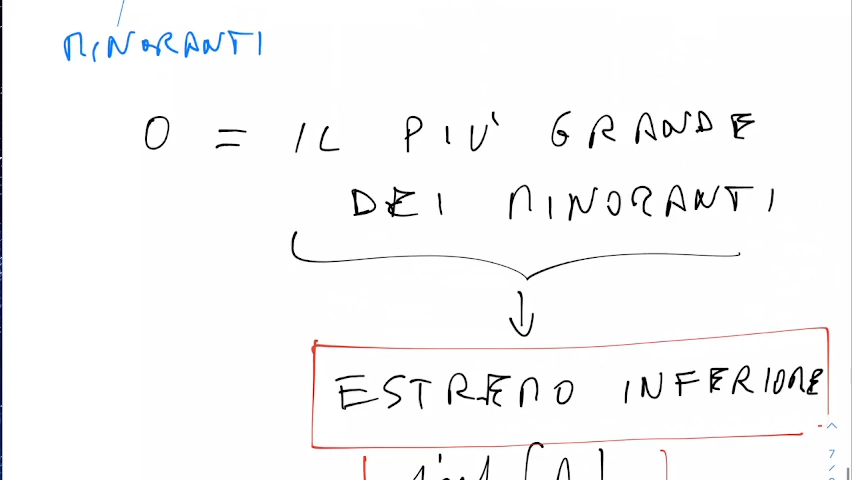 MINORANTI
0 = IL PIU' GRANDE
DEI MINORANTI
ESTREMO INFERIORE